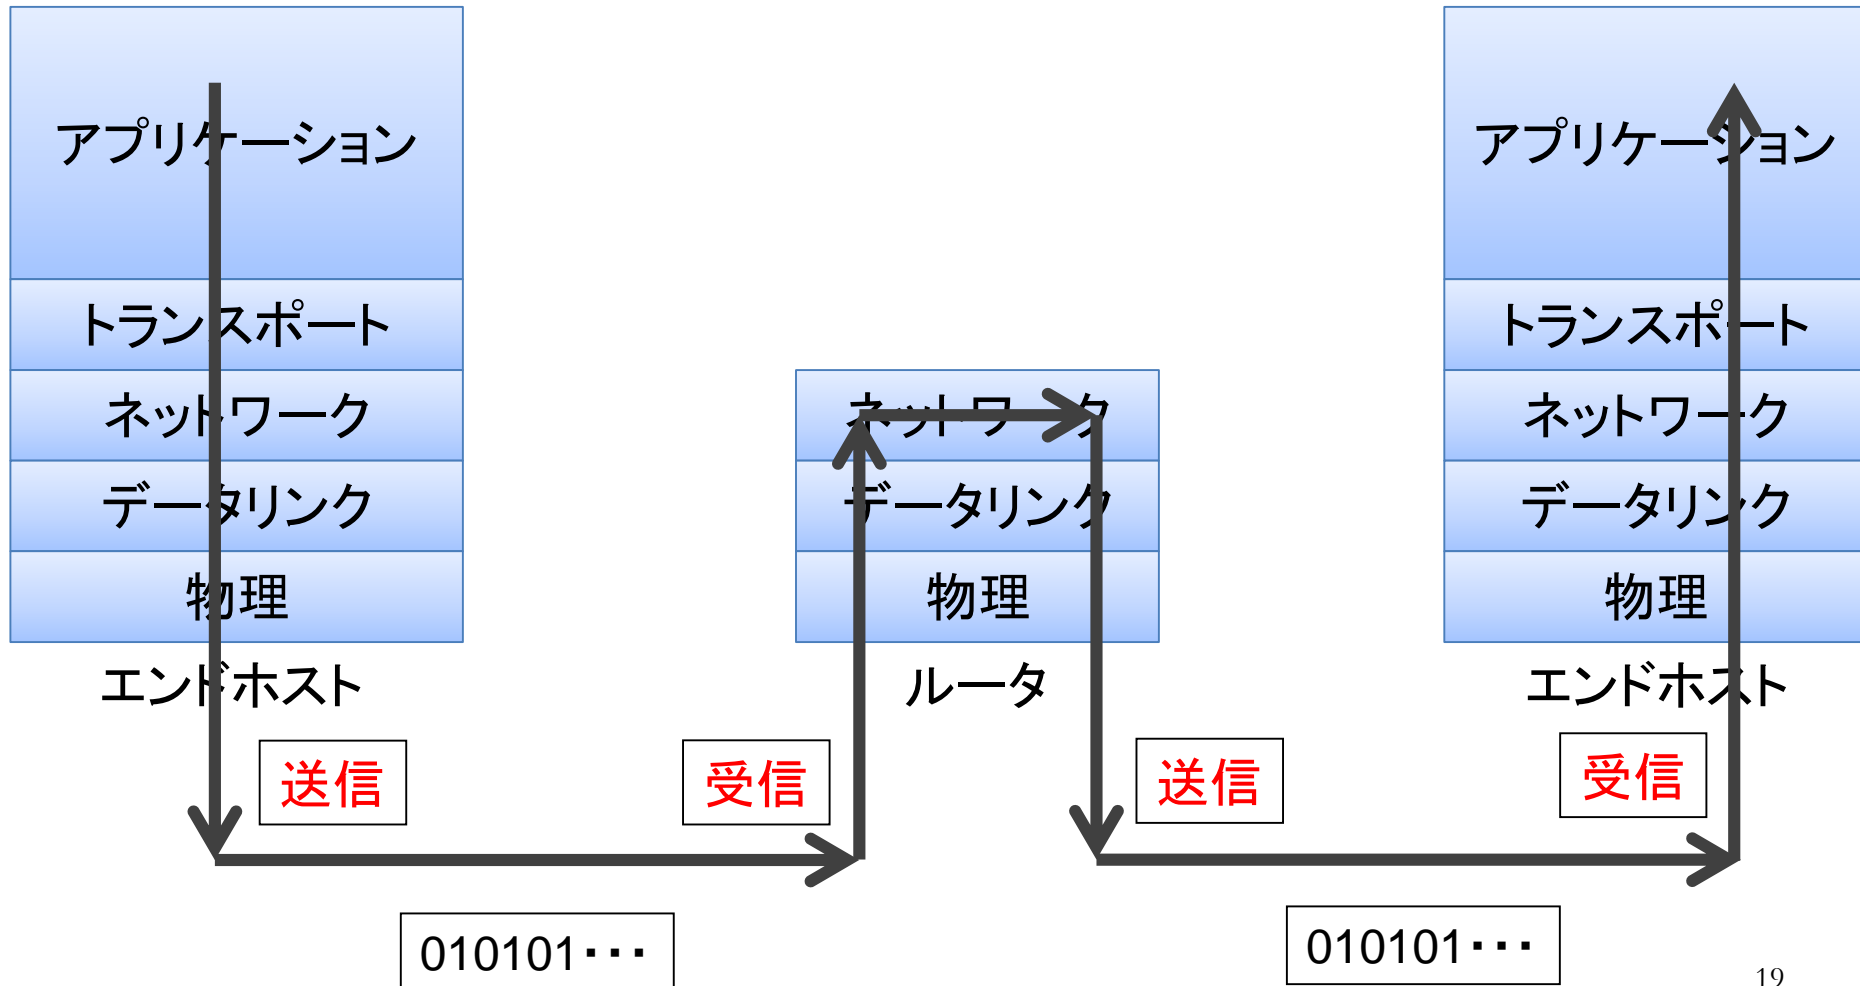 アプリケーション
トランスポート
ネットワーク
データリンク
物理
エンドホスト
ネットワーク
データリンク
物理
ルータ
アプリケーション
トランスポート
ネットワーク
データリンク
物理
エンドホスト
送信
受信
送信
受信
010101・・・
010101・・・
19